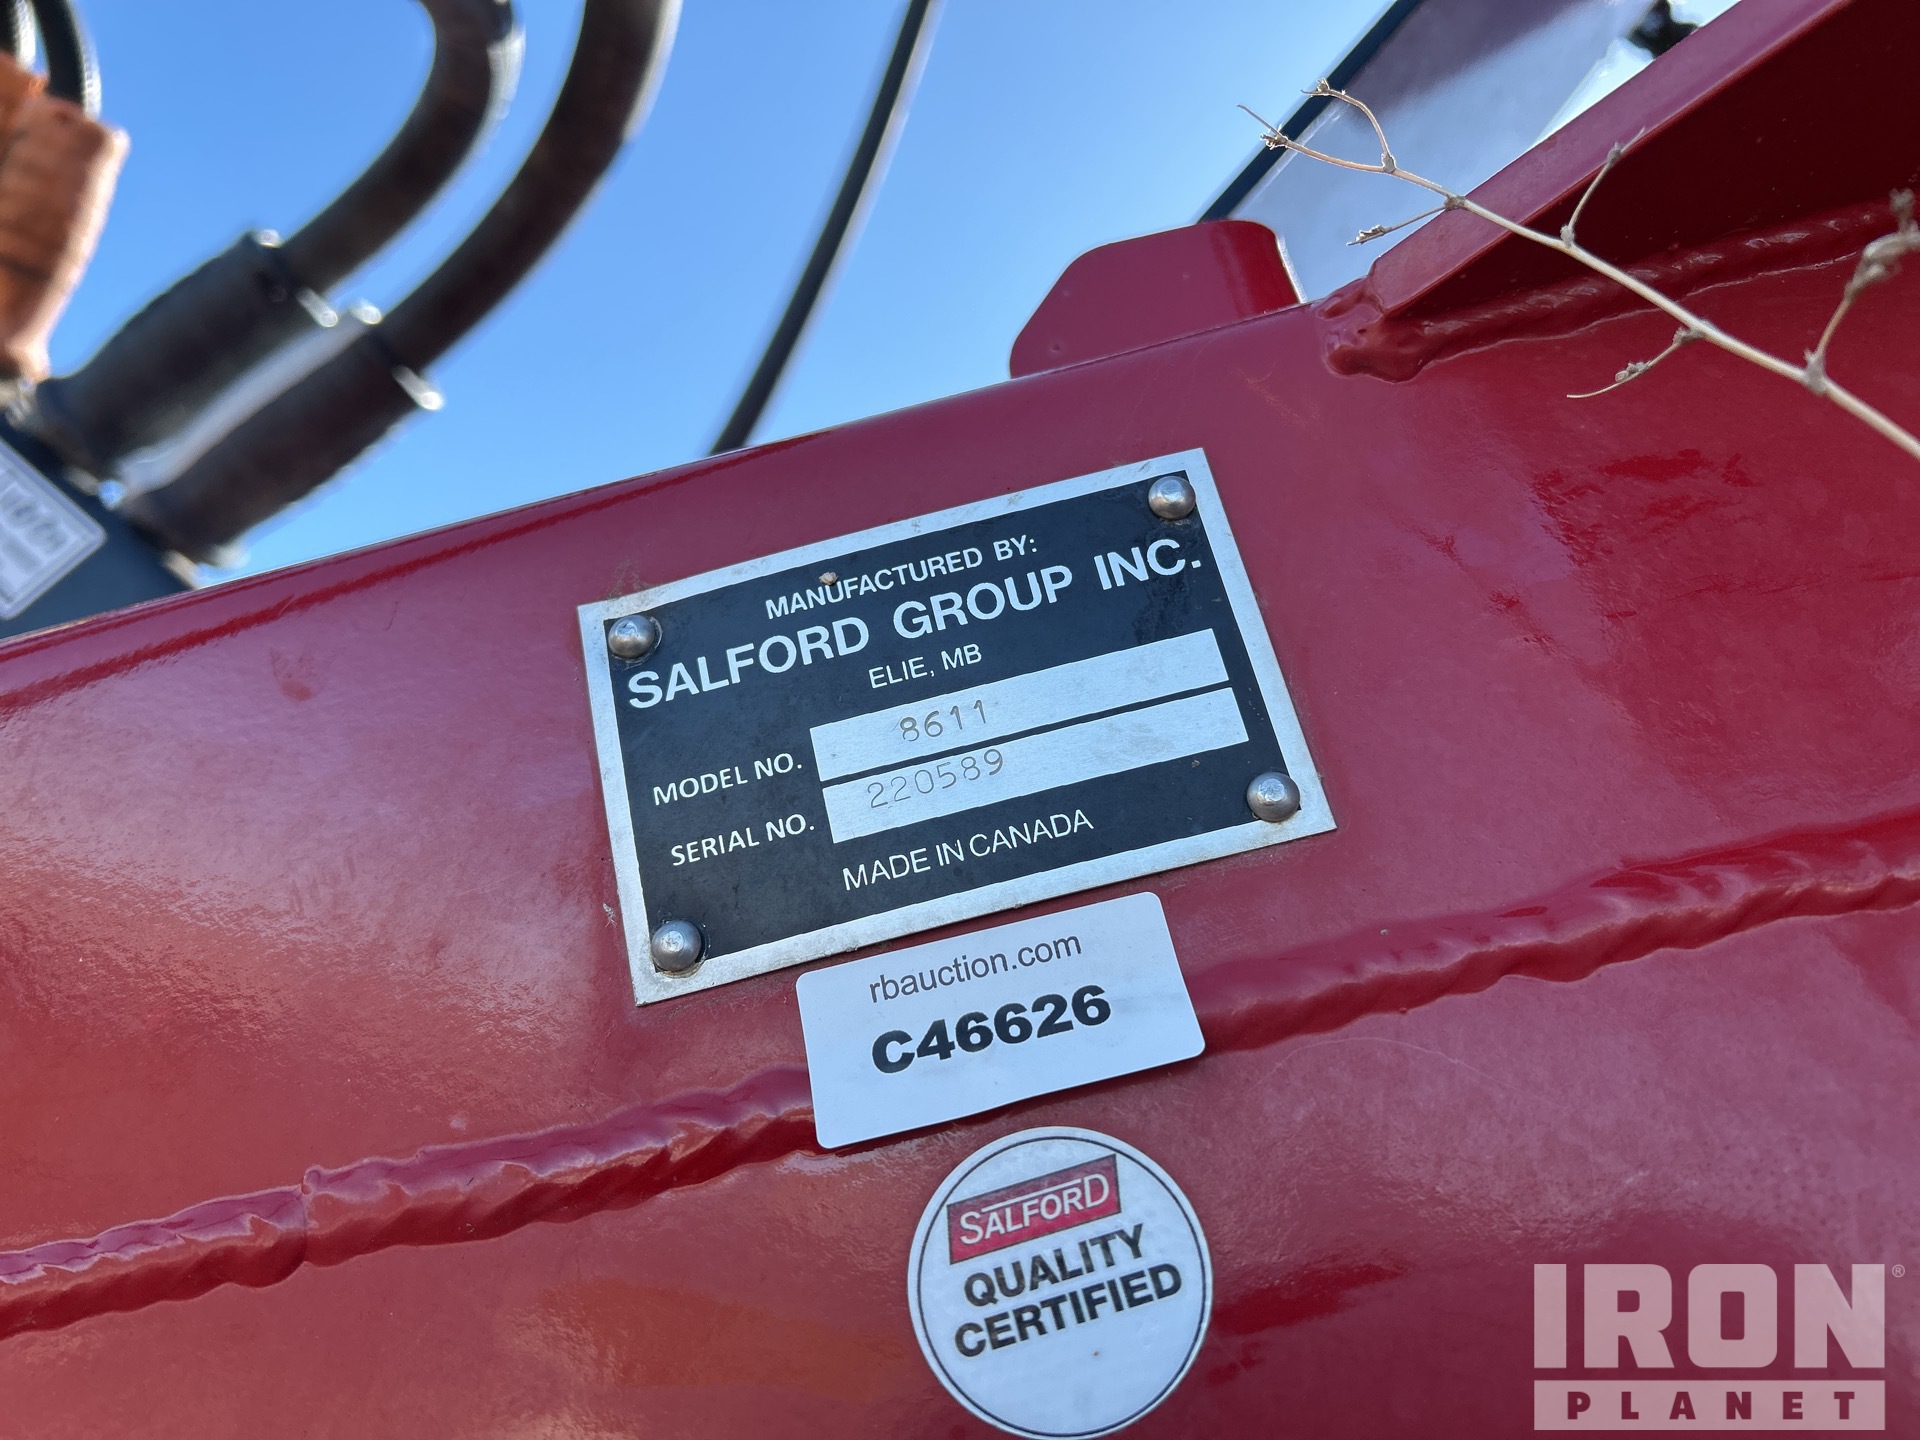 MANUFACTURED BY:
SALFORD GROUP INC.
ELIE, MB
MODEL NO. 8611
SERIAL NO. 220589
MADE IN CANADA
rbauction.com
C46626
SALFORD
QUALITY
CERTIFIED
IRON®
PLANET